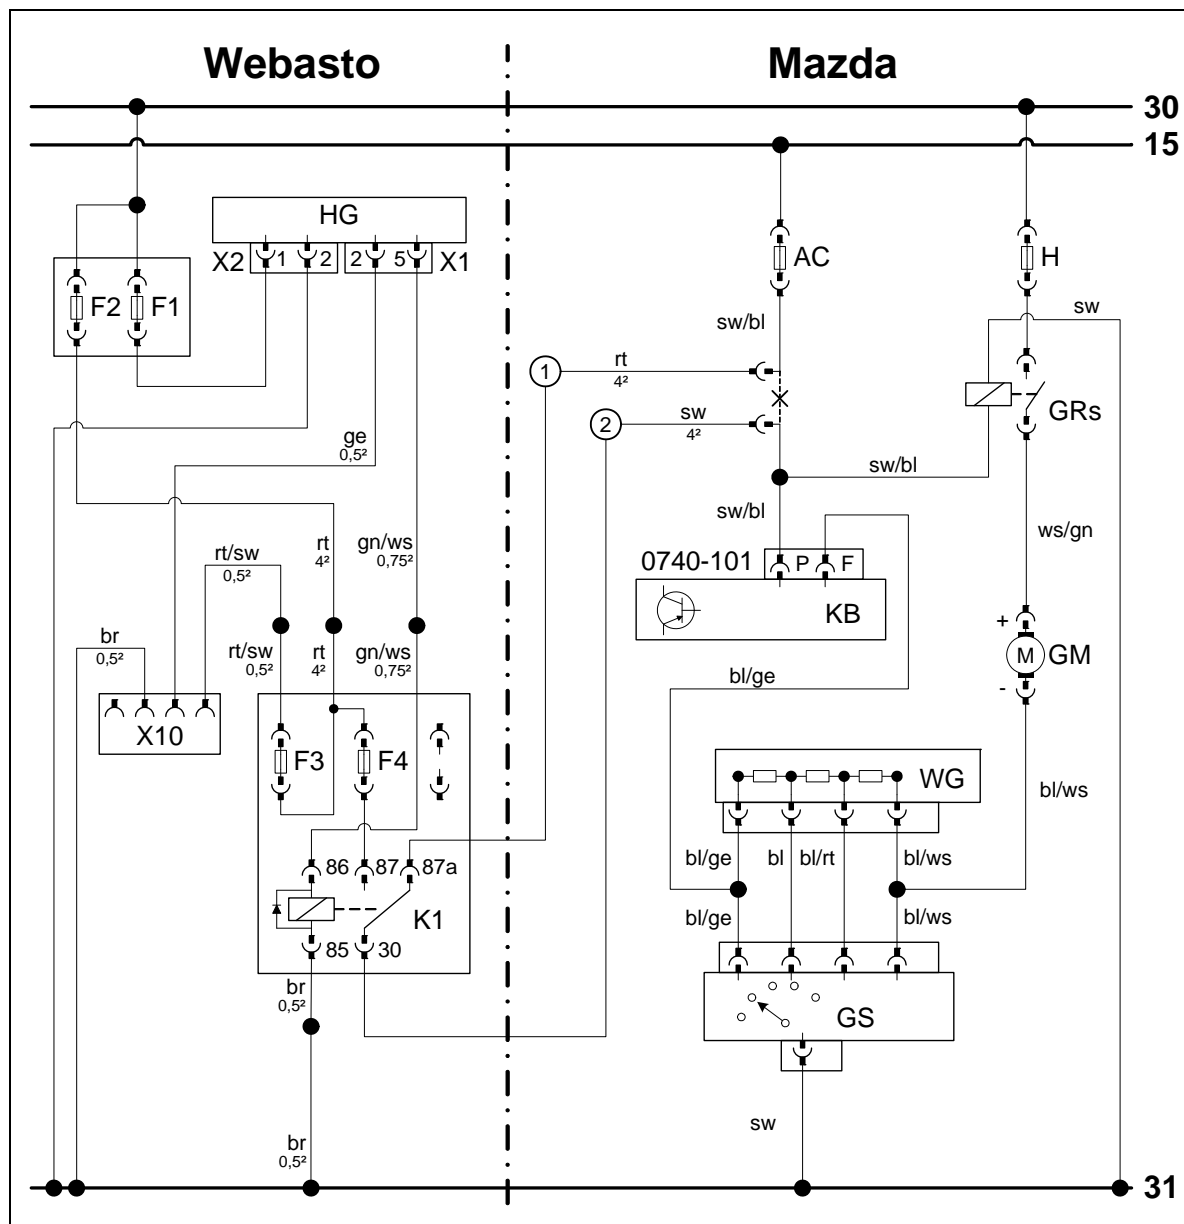 Webasto Mazda
30
15
HG
X2 1 2 2 5 X1
AC H
F2 F1
sw
sw/bl
rt
4²
1
GRs
sw
4²
2
ge
0,5²
sw/bl
sw/bl
ws/gn
rt/sw
0,5²
rt
4²
gn/ws
0,75²
0740-101 P F
KB
br
0,5²
rt/sw
0,5²
rt
4²
gn/ws
0,75²
+
M GM
-
bl/ge
X10
F3 F4
WG
bl/ws
bl/ge bl bl/rt bl/ws
86 87 87a
K1
bl/ge bl/ws
85 30
br
0,5²
GS
sw
br
0,5²
31